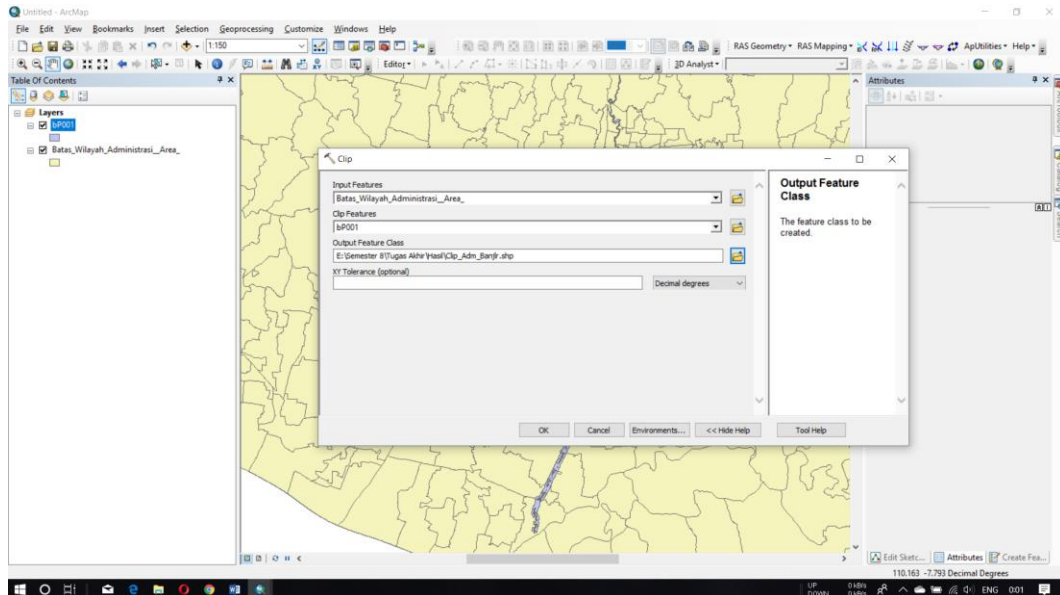 Untitled - ArcMap
File Edit View Bookmarks Insert Selection Geoprocessing Customize Windows Help
1:150
RAS Geometry RAS Mapping ApUtilities Help
Editor 3D Analyst
Table Of Contents
Attributes
Layers
bP001
Batas_Wilayah_Administrasi__Area_
Clip
Input Features
Batas_Wilayah_Administrasi__Area_
Clip Features
bP001
Output Feature Class
E:\Semester 8\Tugas Akhir\Hasil\Clip_Adm_Banjir.shp
XY Tolerance (optional)
Decimal degrees
Output Feature
Class
The feature class to be
created.
OK Cancel Environments... << Hide Help Tool Help
Edit Sketc... Attributes Create Fea...
110.163 -7.793 Decimal Degrees
UP 0 kB/s
DOWN ENG 0:01